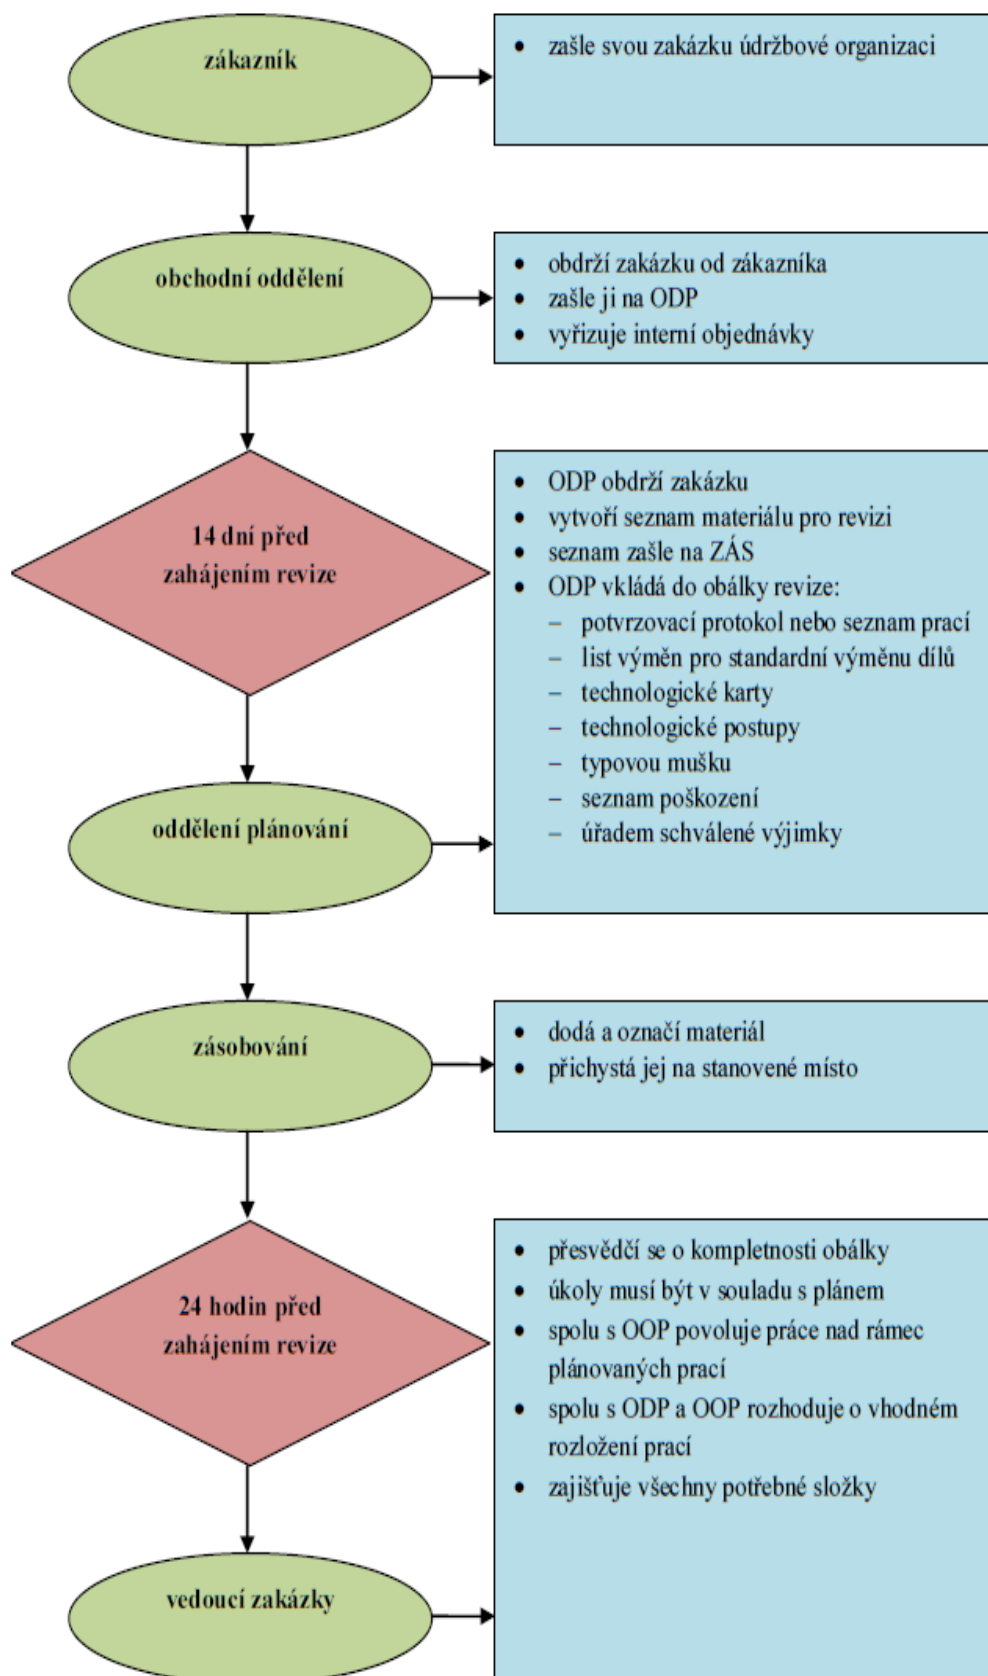 zákazník
• zašle svou zakázku údržbové organizaci
obchodní oddělení
• obdrží zakázku od zákazníka
• zašle ji na ODP
• vyřizuje interní objednávky
14 dní před
zahájením revize
• ODP obdrží zakázku
• vytvoří seznam materiálu pro revizi
• seznam zašle na ZÁS
• ODP vkládá do obálky revize:
– potvrzovací protokol nebo seznam prací
– list výměn pro standardní výměnu dílů
– technologické karty
– technologické postupy
– typovou mušku
– seznam poškození
– úřadem schválené výjimky
oddělení plánování
zásobování
• dodá a označí materiál
• přichystá jej na stanovené místo
24 hodin před
zahájením revize
• přesvědčí se o kompletnosti obálky
• úkoly musí být v souladu s plánem
• spolu s OOP povoluje práce nad rámec
plánovaných prací
• spolu s ODP a OOP rozhoduje o vhodném
rozložení prací
• zajišťuje všechny potřebné složky
vedoucí zakázky